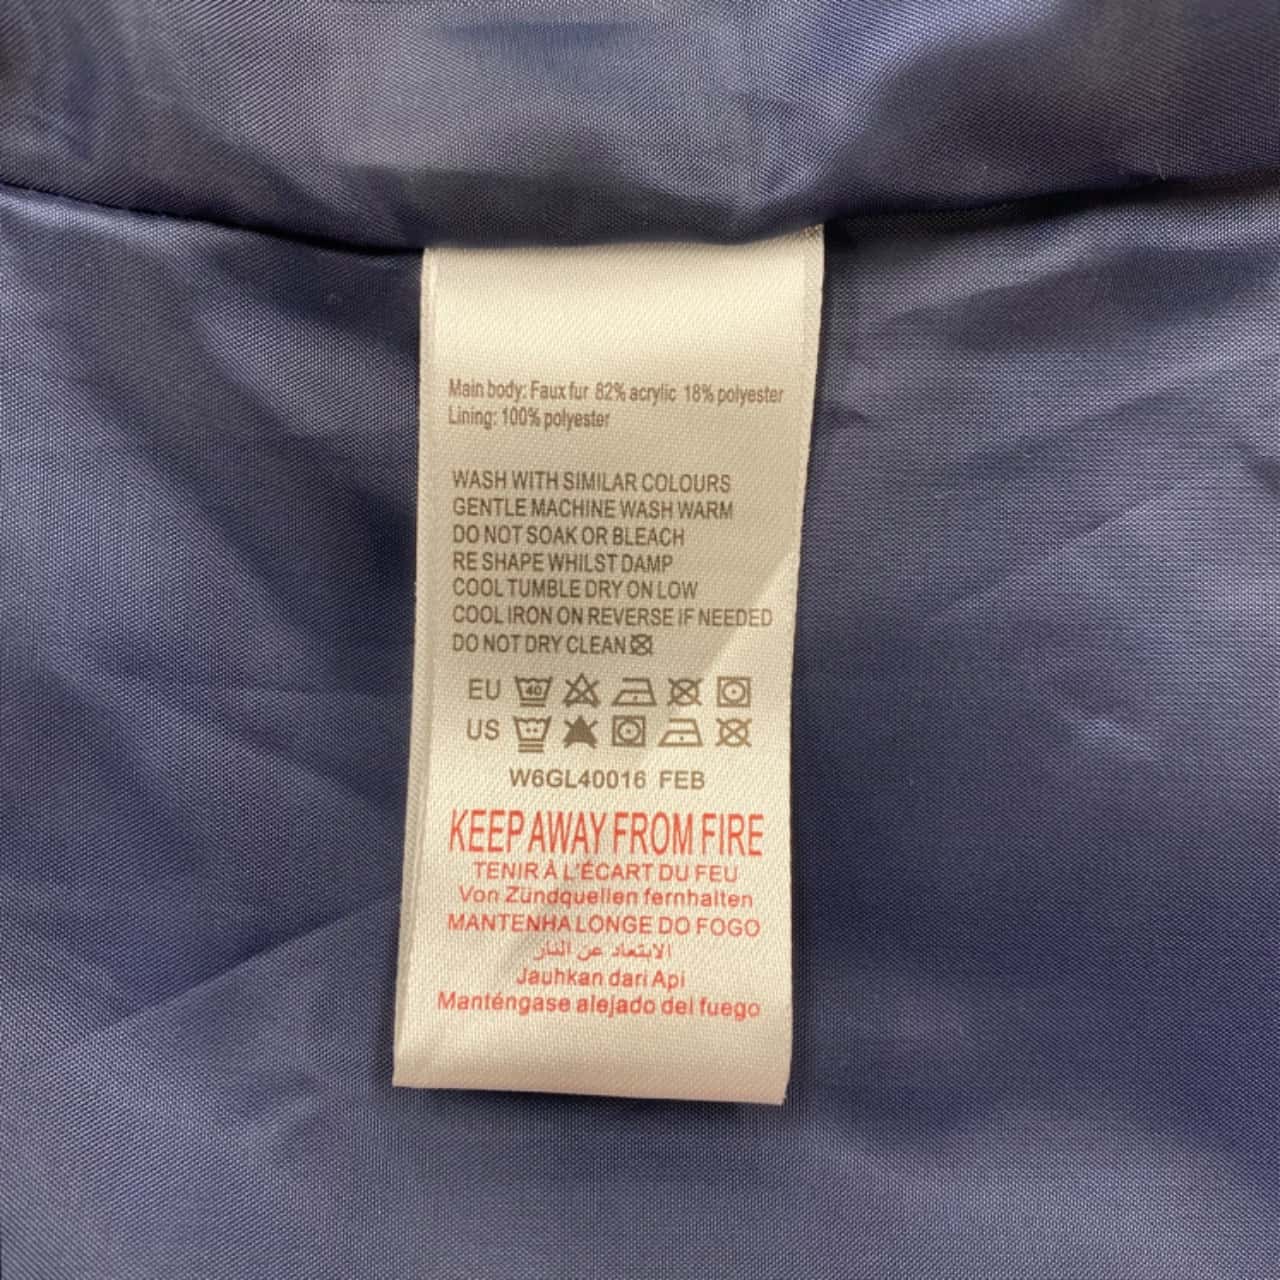 Main body: Faux fur 82% acrylic 18% polyester
Lining: 100% polyester
WASH WITH SIMILAR COLOURS
GENTLE MACHINE WASH WARM
DO NOT SOAK OR BLEACH
RE SHAPE WHILST DAMP
COOL TUMBLE DRY ON LOW
COOL IRON ON REVERSE IF NEEDED
DO NOT DRY CLEAN
EU 40
US
W6GL40016 FEB
KEEP AWAY FROM FIRE
TENIR À L'ÉCART DU FEU
Von Zündquellen fernhalten
MANTENHA LONGE DO FOGO
الابتعاد عن النار
Jauhkan dari Api
Manténgase alejado del fuego